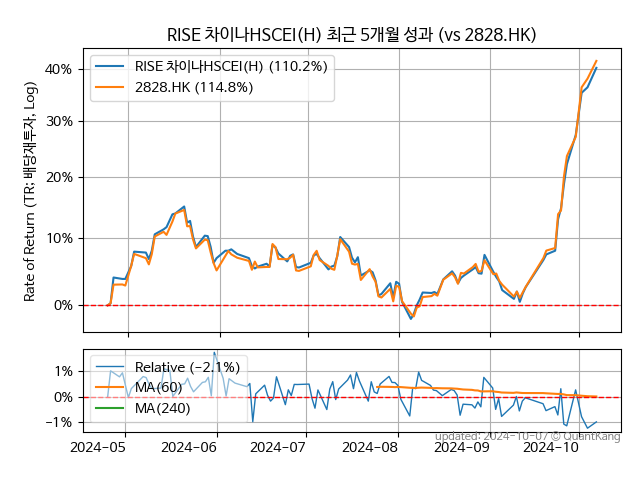 RISE 차이나HSCEI(H) 최근 5개월 성과 (vs 2828.HK)
Rate of Return (TR: 배당재투자, Log)
40%
30%
20%
10%
0%
RISE 차이나HSCEI(H) (110.2%)
2828.HK (114.8%)
1%
0%
−1%
Relative (−2.1%)
MA(60)
MA(240)
2024−05 2024−06 2024−07 2024−08 2024−09 2024−10
updated: 2024−10−07 © QuantKang